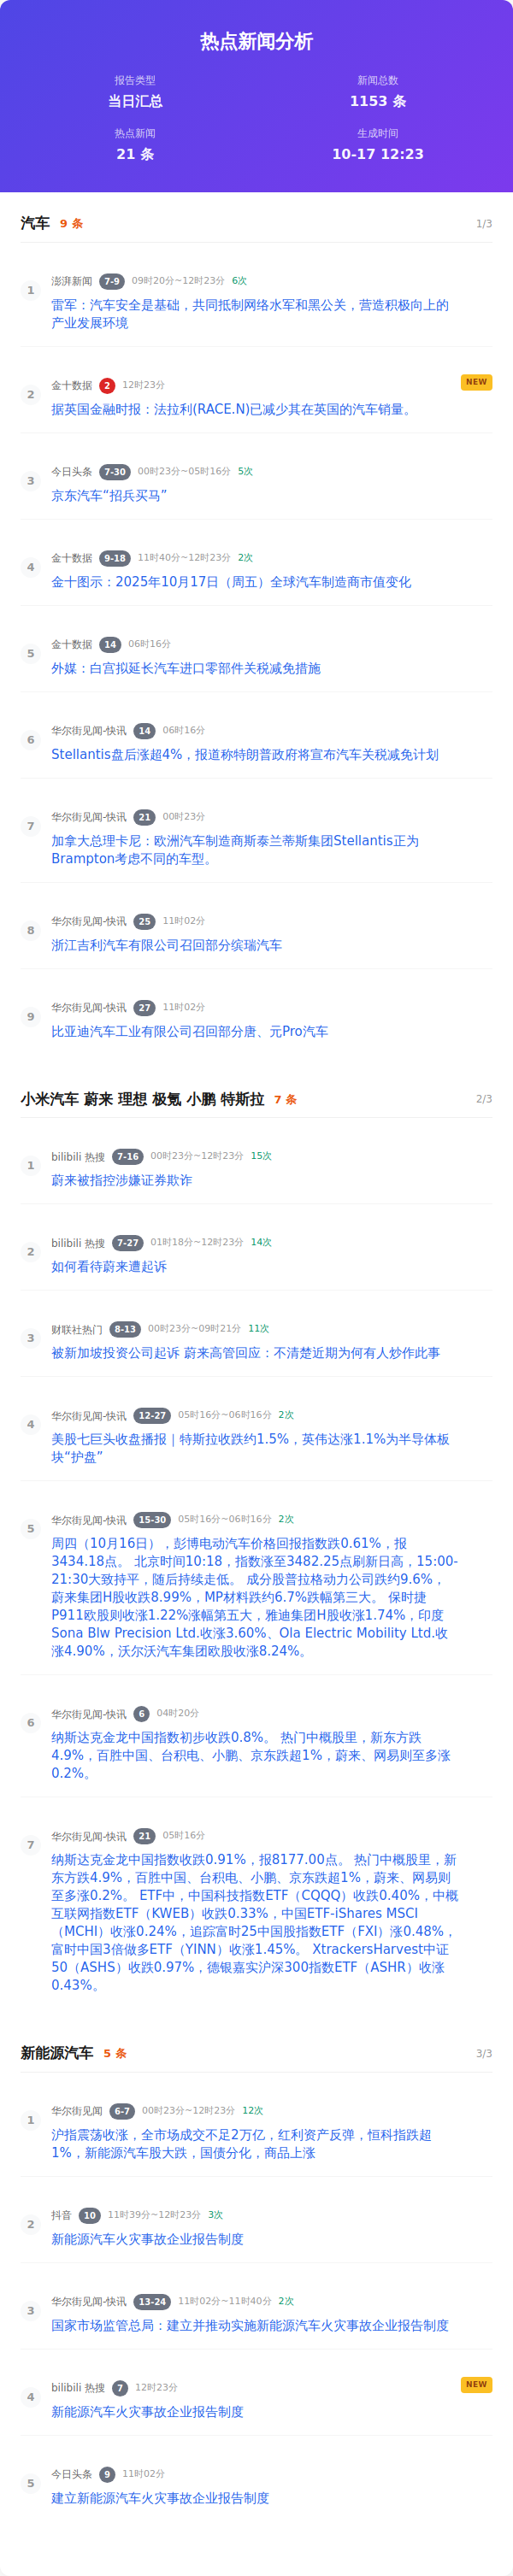 热点新闻分析
报告类型
当日汇总
新闻总数
1153 条
热点新闻
21 条
生成时间
10-17 12:23
汽车 9 条 1/3
1
澎湃新闻 7-9 09时20分~12时23分 6次
雷军：汽车安全是基础，共同抵制网络水军和黑公关，营造积极向上的
产业发展环境
2
金十数据 2 12时23分 NEW
据英国金融时报：法拉利(RACE.N)已减少其在英国的汽车销量。
3
今日头条 7-30 00时23分~05时16分 5次
京东汽车“招兵买马”
4
金十数据 9-18 11时40分~12时23分 2次
金十图示：2025年10月17日（周五）全球汽车制造商市值变化
5
金十数据 14 06时16分
外媒：白宫拟延长汽车进口零部件关税减免措施
6
华尔街见闻-快讯 14 06时16分
Stellantis盘后涨超4%，报道称特朗普政府将宣布汽车关税减免计划
7
华尔街见闻-快讯 21 00时23分
加拿大总理卡尼：欧洲汽车制造商斯泰兰蒂斯集团Stellantis正为
Brampton考虑不同的车型。
8
华尔街见闻-快讯 25 11时02分
浙江吉利汽车有限公司召回部分缤瑞汽车
9
华尔街见闻-快讯 27 11时02分
比亚迪汽车工业有限公司召回部分唐、元Pro汽车
小米汽车 蔚来 理想 极氪 小鹏 特斯拉 7 条 2/3
1
bilibili 热搜 7-16 00时23分~12时23分 15次
蔚来被指控涉嫌证券欺诈
2
bilibili 热搜 7-27 01时18分~12时23分 14次
如何看待蔚来遭起诉
3
财联社热门 8-13 00时23分~09时21分 11次
被新加坡投资公司起诉 蔚来高管回应：不清楚近期为何有人炒作此事
4
华尔街见闻-快讯 12-27 05时16分~06时16分 2次
美股七巨头收盘播报｜特斯拉收跌约1.5%，英伟达涨1.1%为半导体板
块“护盘”
5
华尔街见闻-快讯 15-30 05时16分~06时16分 2次
周四（10月16日），彭博电动汽车价格回报指数跌0.61%，报
3434.18点。 北京时间10:18，指数涨至3482.25点刷新日高，15:00-
21:30大致持平，随后持续走低。 成分股普拉格动力公司跌约9.6%，
蔚来集团H股收跌8.99%，MP材料跌约6.7%跌幅第三大。 保时捷
P911欧股则收涨1.22%涨幅第五大，雅迪集团H股收涨1.74%，印度
Sona Blw Precision Ltd.收涨3.60%、Ola Electric Mobility Ltd.收
涨4.90%，沃尔沃汽车集团欧股收涨8.24%。
6
华尔街见闻-快讯 6 04时20分
纳斯达克金龙中国指数初步收跌0.8%。 热门中概股里，新东方跌
4.9%，百胜中国、台积电、小鹏、京东跌超1%，蔚来、网易则至多涨
0.2%。
7
华尔街见闻-快讯 21 05时16分
纳斯达克金龙中国指数收跌0.91%，报8177.00点。 热门中概股里，新
东方跌4.9%，百胜中国、台积电、小鹏、京东跌超1%，蔚来、网易则
至多涨0.2%。 ETF中，中国科技指数ETF（CQQQ）收跌0.40%，中概
互联网指数ETF（KWEB）收跌0.33%，中国ETF-iShares MSCI
（MCHI）收涨0.24%，追踪富时25中国股指数ETF（FXI）涨0.48%，
富时中国3倍做多ETF（YINN）收涨1.45%。 XtrackersHarvest中证
50（ASHS）收跌0.97%，德银嘉实沪深300指数ETF（ASHR）收涨
0.43%。
新能源汽车 5 条 3/3
1
华尔街见闻 6-7 00时23分~12时23分 12次
沪指震荡收涨，全市场成交不足2万亿，红利资产反弹，恒科指跌超
1%，新能源汽车股大跌，国债分化，商品上涨
2
抖音 10 11时39分~12时23分 3次
新能源汽车火灾事故企业报告制度
3
华尔街见闻-快讯 13-24 11时02分~11时40分 2次
国家市场监管总局：建立并推动实施新能源汽车火灾事故企业报告制度
4
bilibili 热搜 7 12时23分 NEW
新能源汽车火灾事故企业报告制度
5
今日头条 9 11时02分
建立新能源汽车火灾事故企业报告制度